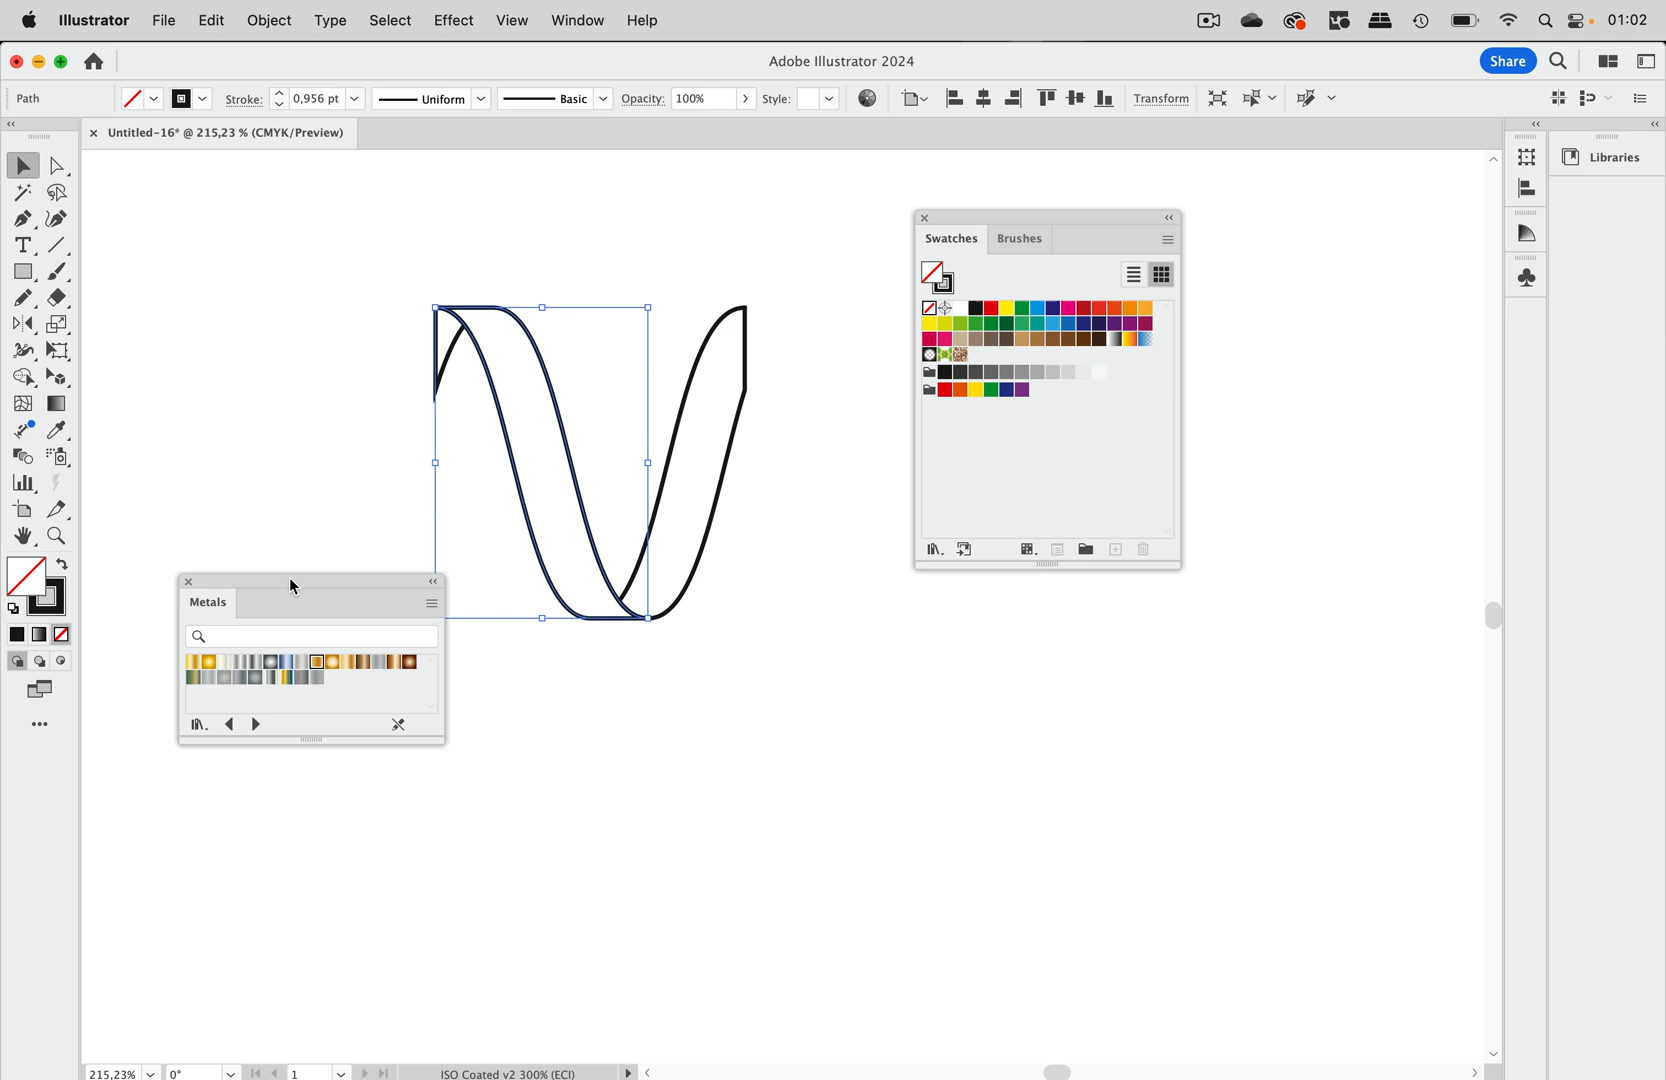 Illustrator File Edit Object Type Select Effect View Window Help 01:02
Adobe Illustrator 2024
Share
Path Stroke: 0,956 pt Uniform Basic Opacity: 100% Style: Transform
Untitled-16* @ 215,23 % (CMYK/Preview)
Libraries
Swatches Brushes
Metals
215,23% 0° 1 ISO Coated v2 300% (ECI)